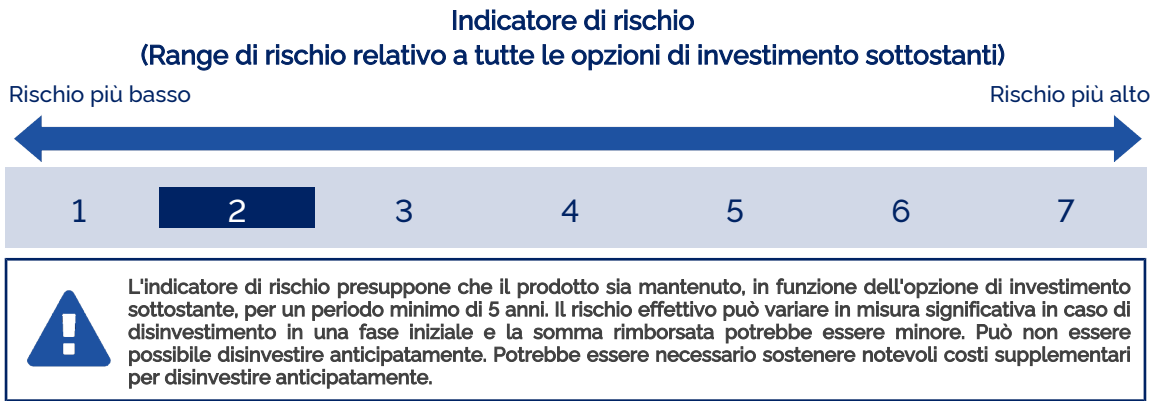 Indicatore di rischio
(Range di rischio relativo a tutte le opzioni di investimento sottostanti)
Rischio più basso
Rischio più alto
1 2 3 4 5 6 7
L'indicatore di rischio presuppone che il prodotto sia mantenuto, in funzione dell'opzione di investimento
sottostante, per un periodo minimo di 5 anni. Il rischio effettivo può variare in misura significativa in caso di
disinvestimento in una fase iniziale e la somma rimborsata potrebbe essere minore. Può non essere
possibile disinvestire anticipatamente. Potrebbe essere necessario sostenere notevoli costi supplementari
per disinvestire anticipatamente.